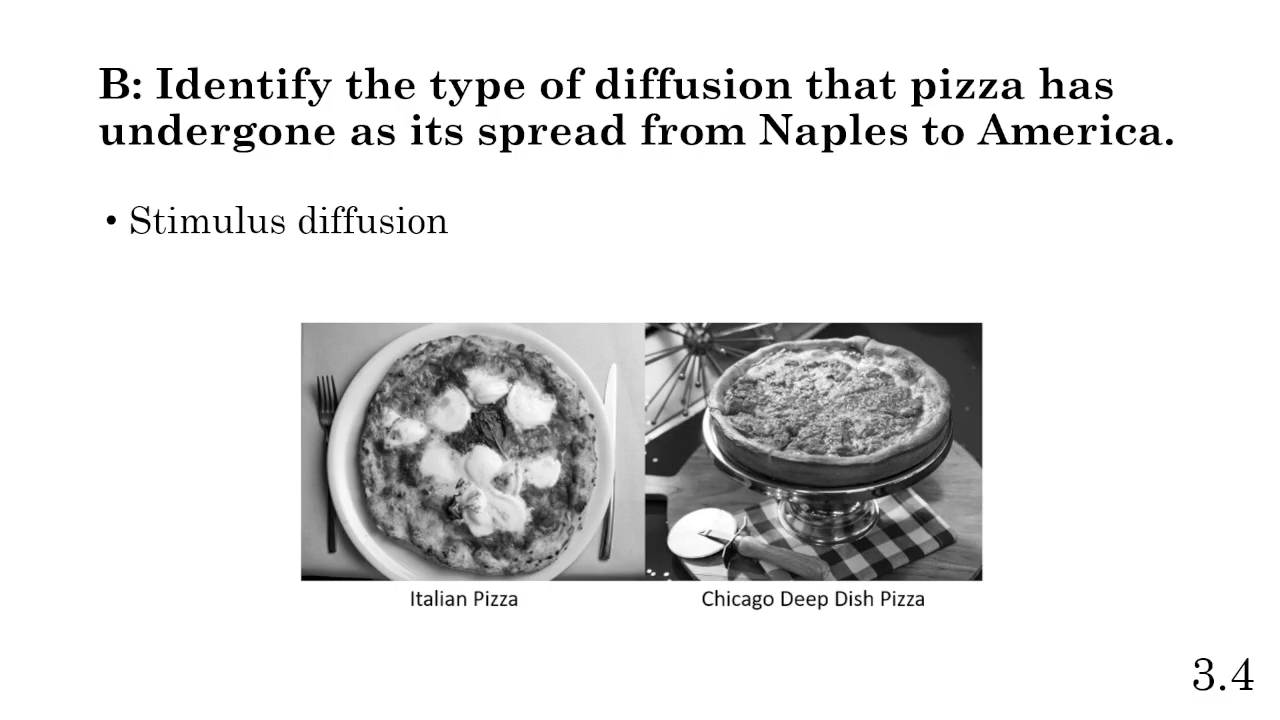 B: Identify the type of diffusion that pizza has
undergone as its spread from Naples to America.
• Stimulus diffusion
Italian Pizza
Chicago Deep Dish Pizza
3.4